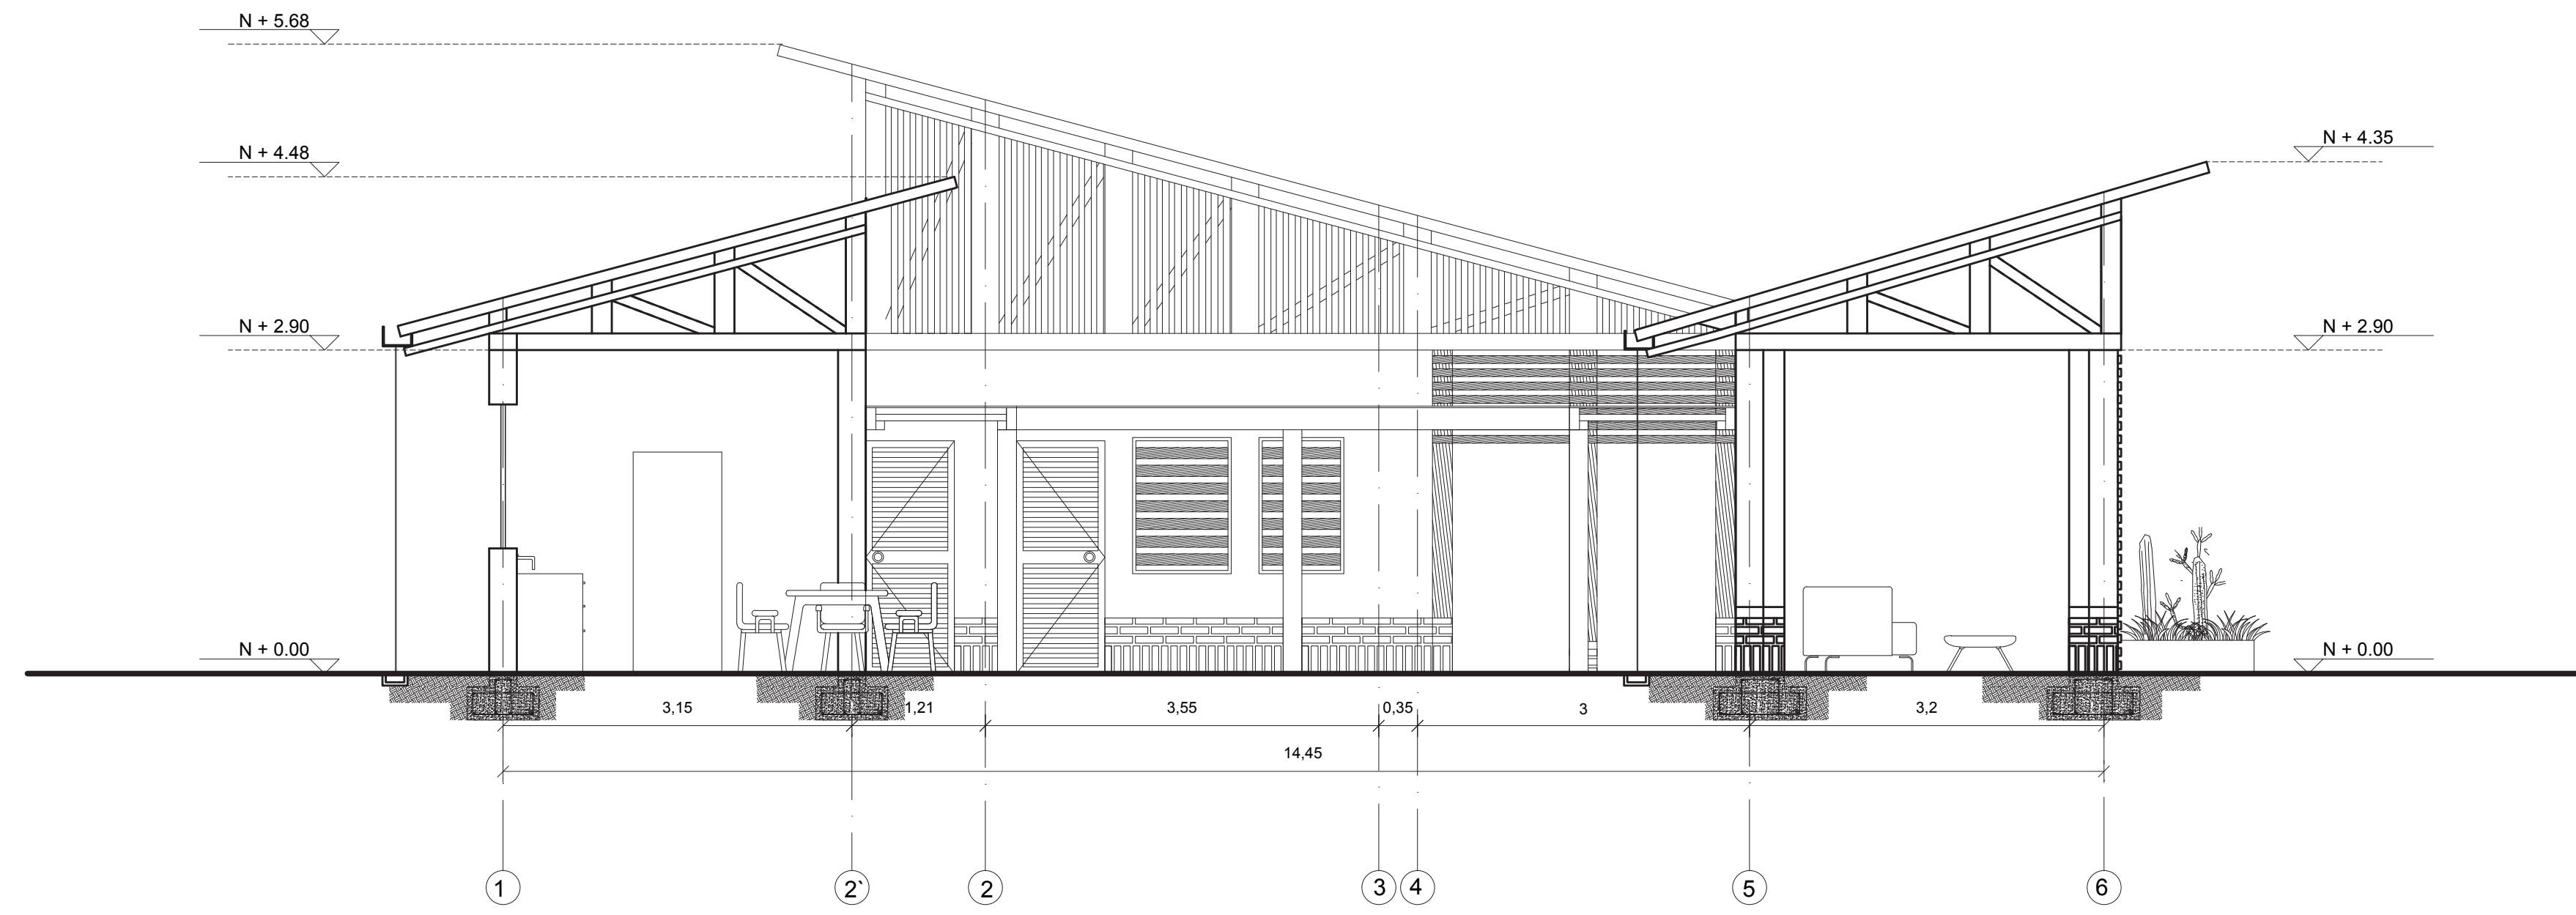 N + 5.68
N + 4.48
N + 4.35
N + 2.90
N + 2.90
N + 0.00
N + 0.00
3,15
1,21
3,55
0,35
3
3,2
14,45
1
2`
2
3
4
5
6